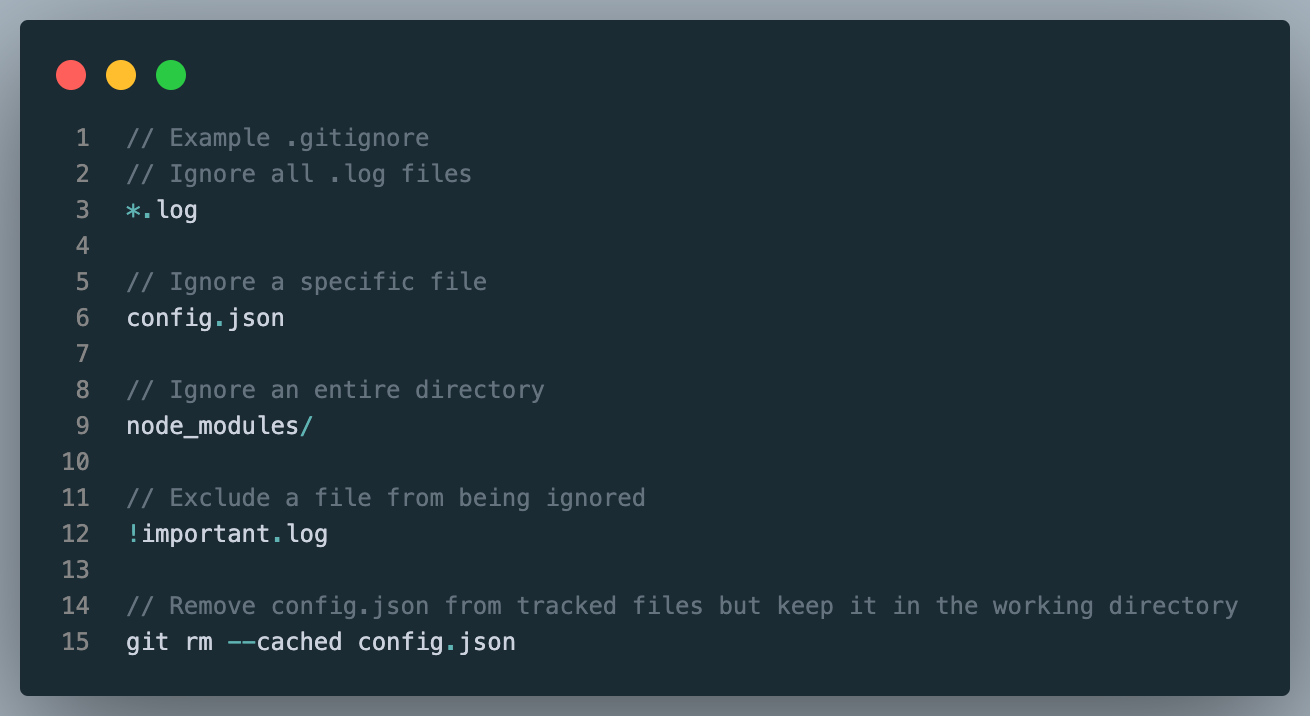 1 // Example .gitignore
2 // Ignore all .log files
3 *.log
4
5 // Ignore a specific file
6 config.json
7
8 // Ignore an entire directory
9 node_modules/
10
11 // Exclude a file from being ignored
12 !important.log
13
14 // Remove config.json from tracked files but keep it in the working directory
15 git rm --cached config.json